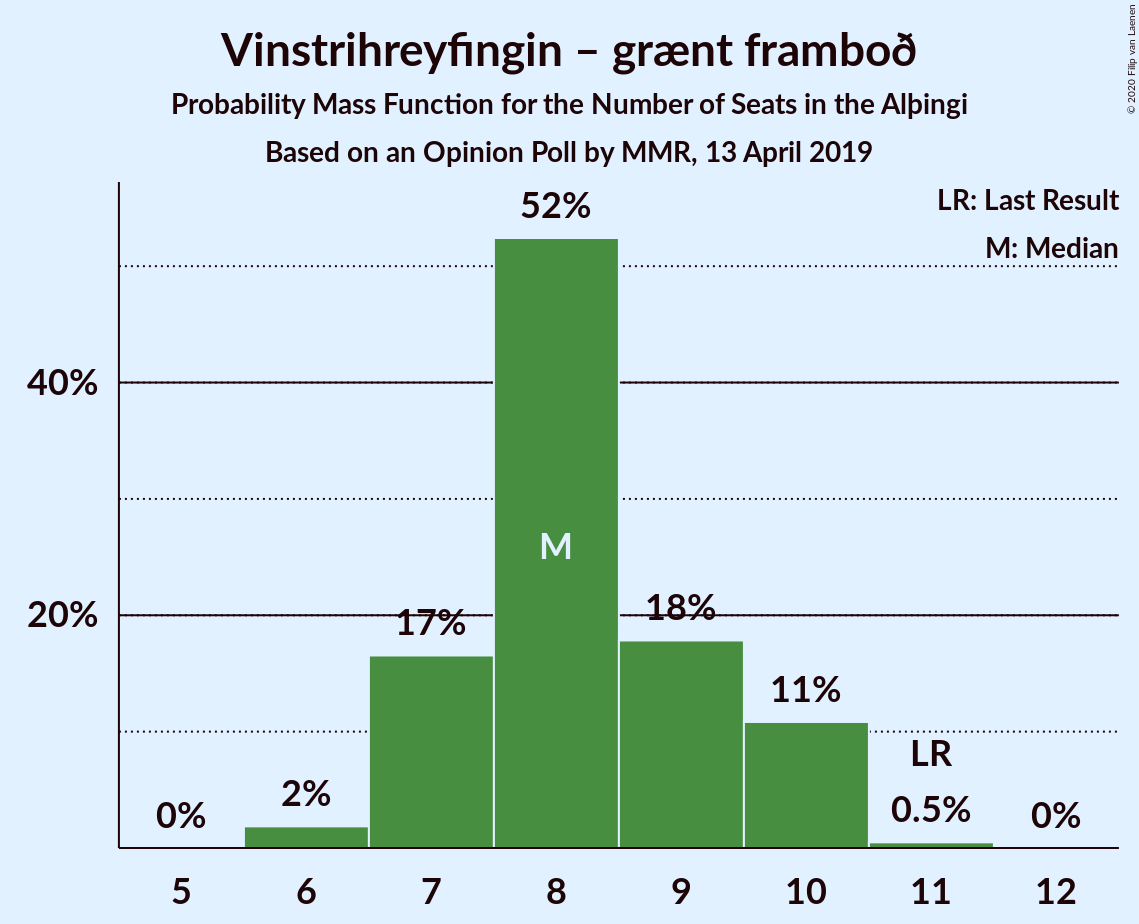 Vinstrihreyfingin – grænt framboð
Probability Mass Function for the Number of Seats in the Alþingi
Based on an Opinion Poll by MMR, 13 April 2019
© 2020 Filip van Laenen
LR: Last Result
M: Median
52%
40%
M
20%
17%
18%
11%
LR
0%
2%
0.5%
0%
5 6 7 8 9 10 11 12